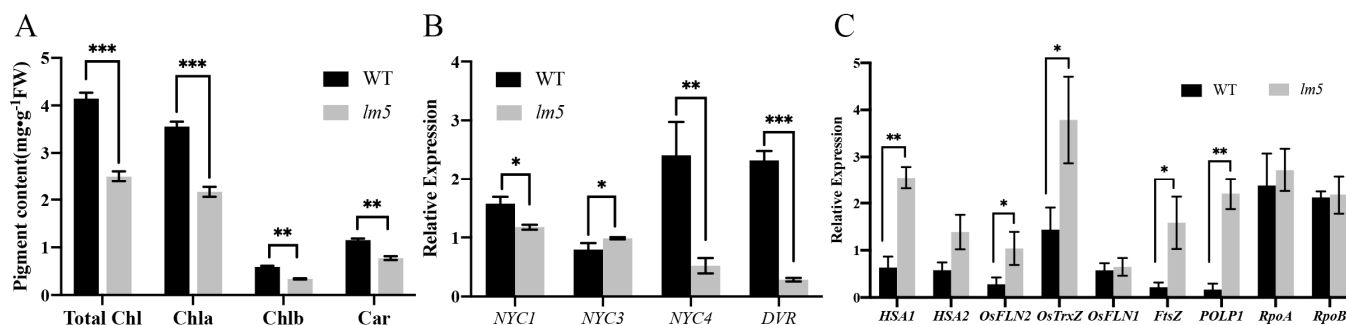 A
Pigment content(mg•g⁻¹FW)
5
4
3
2
1
0
***
***
**
**
WT
lm5
Total Chl Chla Chlb Car
B
Relative Expression
4
3
2
1
0
*
*
**
***
WT
lm5
NYC1 NYC3 NYC4 DVR
C
Relative Expression
5
4
3
2
1
0
**
*
*
*
**
WT
lm5
HSA1 HSA2 OsFLN2 OsTrxZ OsFLN1 FtsZ POLP1 RpoA RpoB